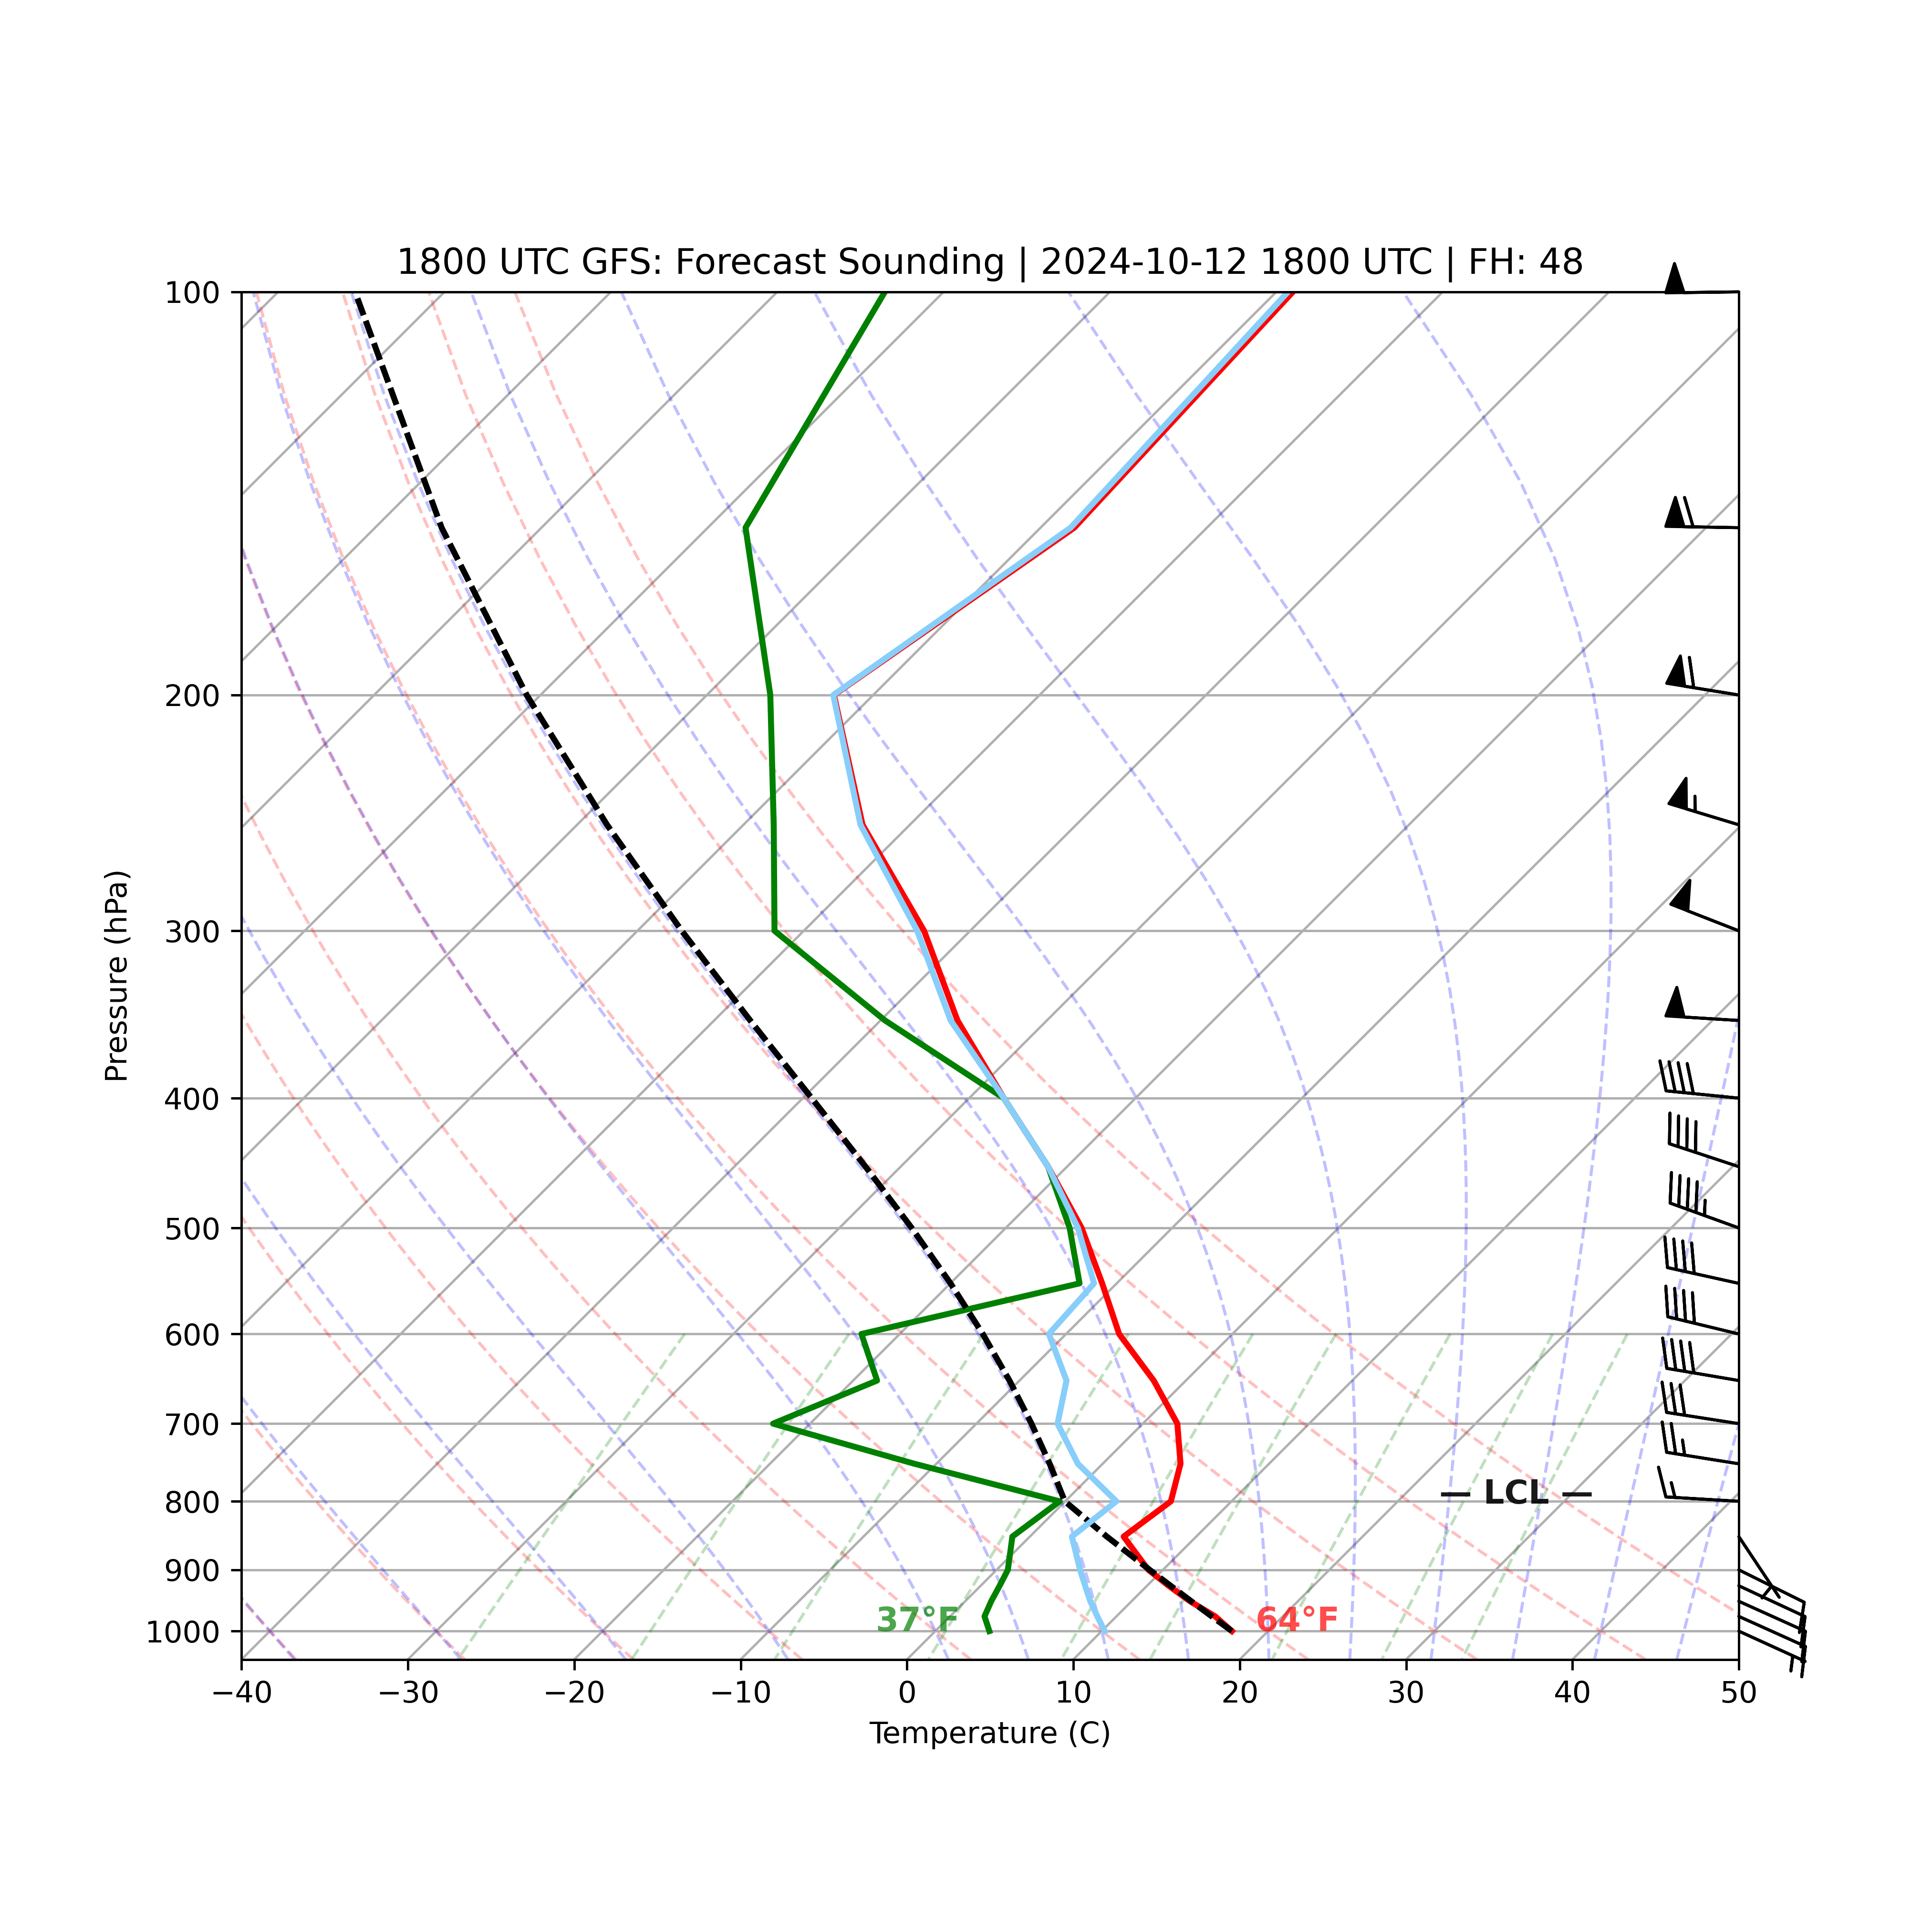 1800 UTC GFS: Forecast Sounding | 2024-10-12 1800 UTC | FH: 48
100
200
300
400
500
600
700
800
900
1000
Pressure (hPa)
— LCL —
37°F
64°F
−40 −30 −20 −10 0 10 20 30 40 50
Temperature (C)